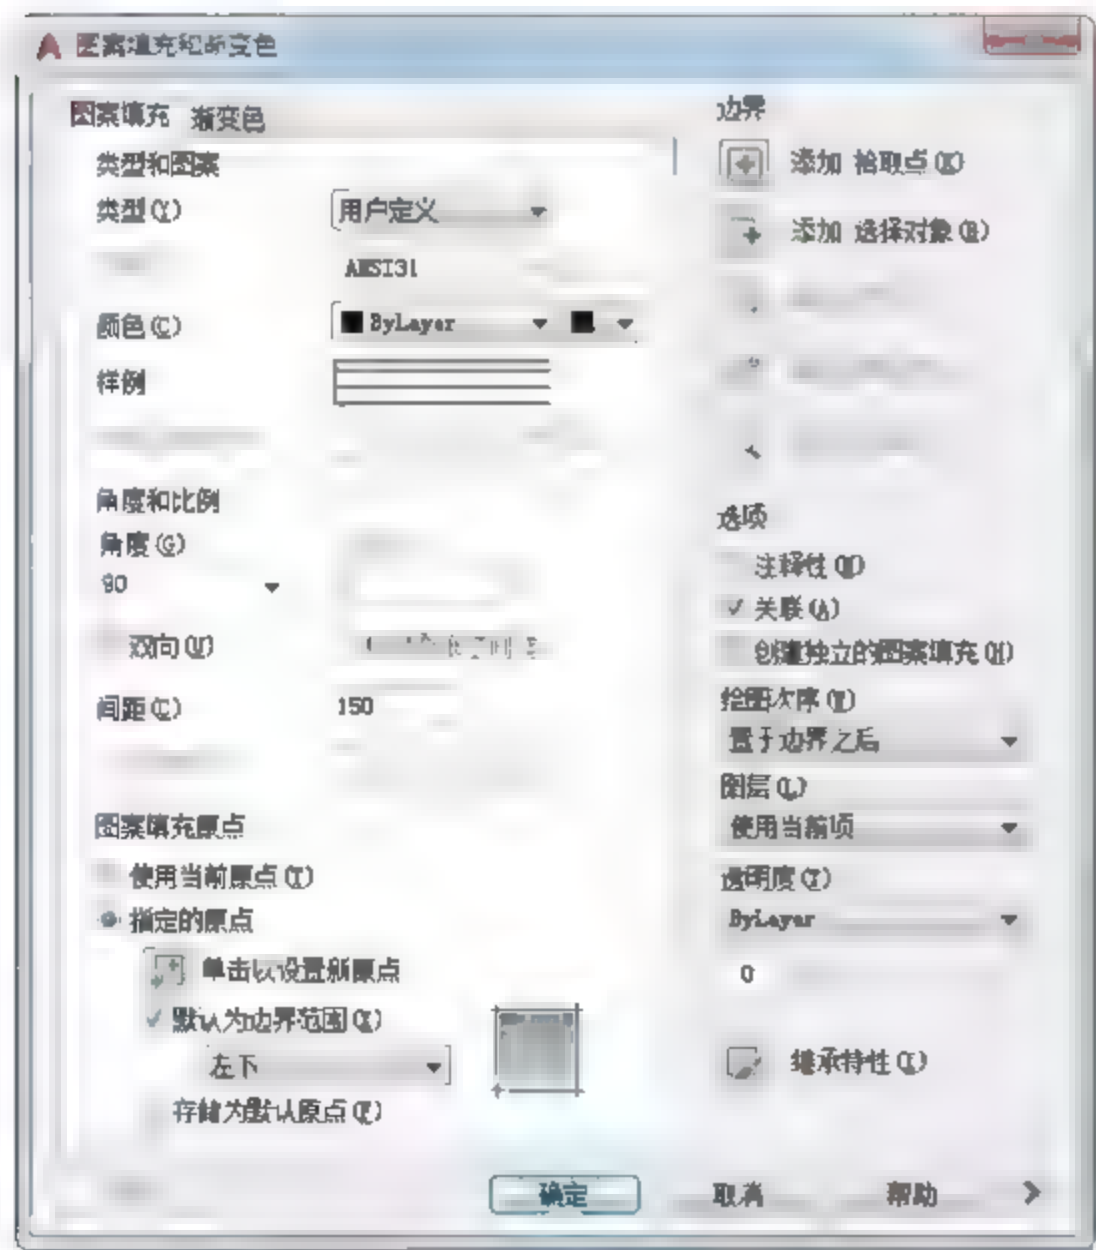 图案填充和渐变色
图案填充 渐变色
类型和图案
类型(Y) 用户定义
ANSI31
颜色(C) ByLayer
样例
角度和比例
角度(G)
90
双向(U)
间距(C) 150
图案填充原点
使用当前原点(T)
指定的原点
单击以设置新原点
默认为边界范围(X)
左下
存储为默认原点(F)
边界
添加 拾取点(K)
添加 选择对象(B)
选项
注释性(N)
关联(A)
创建独立的图案填充(H)
绘图次序(W)
置于边界之后
图层(L)
使用当前项
透明度(T)
ByLayer
0
继承特性(I)
确定 取消 帮助